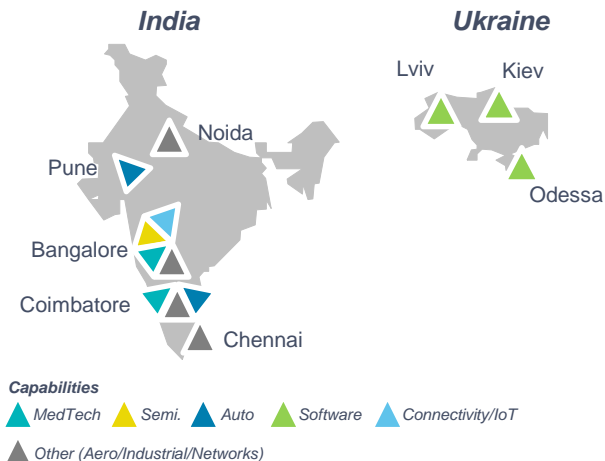 India
Ukraine
Lviv
Kiev
Noida
Pune
Odessa
Bangalore
Coimbatore
Chennai
Capabilities
MedTech Semi. Auto Software Connectivity/IoT
Other (Aero/Industrial/Networks)